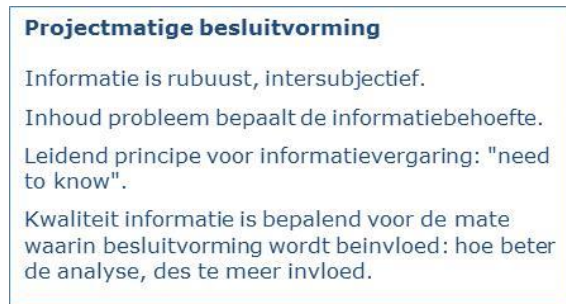 Projectmatige besluitvorming
Informatie is rubuust, intersubjectief.
Inhoud probleem bepaalt de informatiebehoefte.
Leidend principe voor informatievergaring: "need
to know".
Kwaliteit informatie is bepalend voor de mate
waarin besluitvorming wordt beinvloed: hoe beter
de analyse, des te meer invloed.